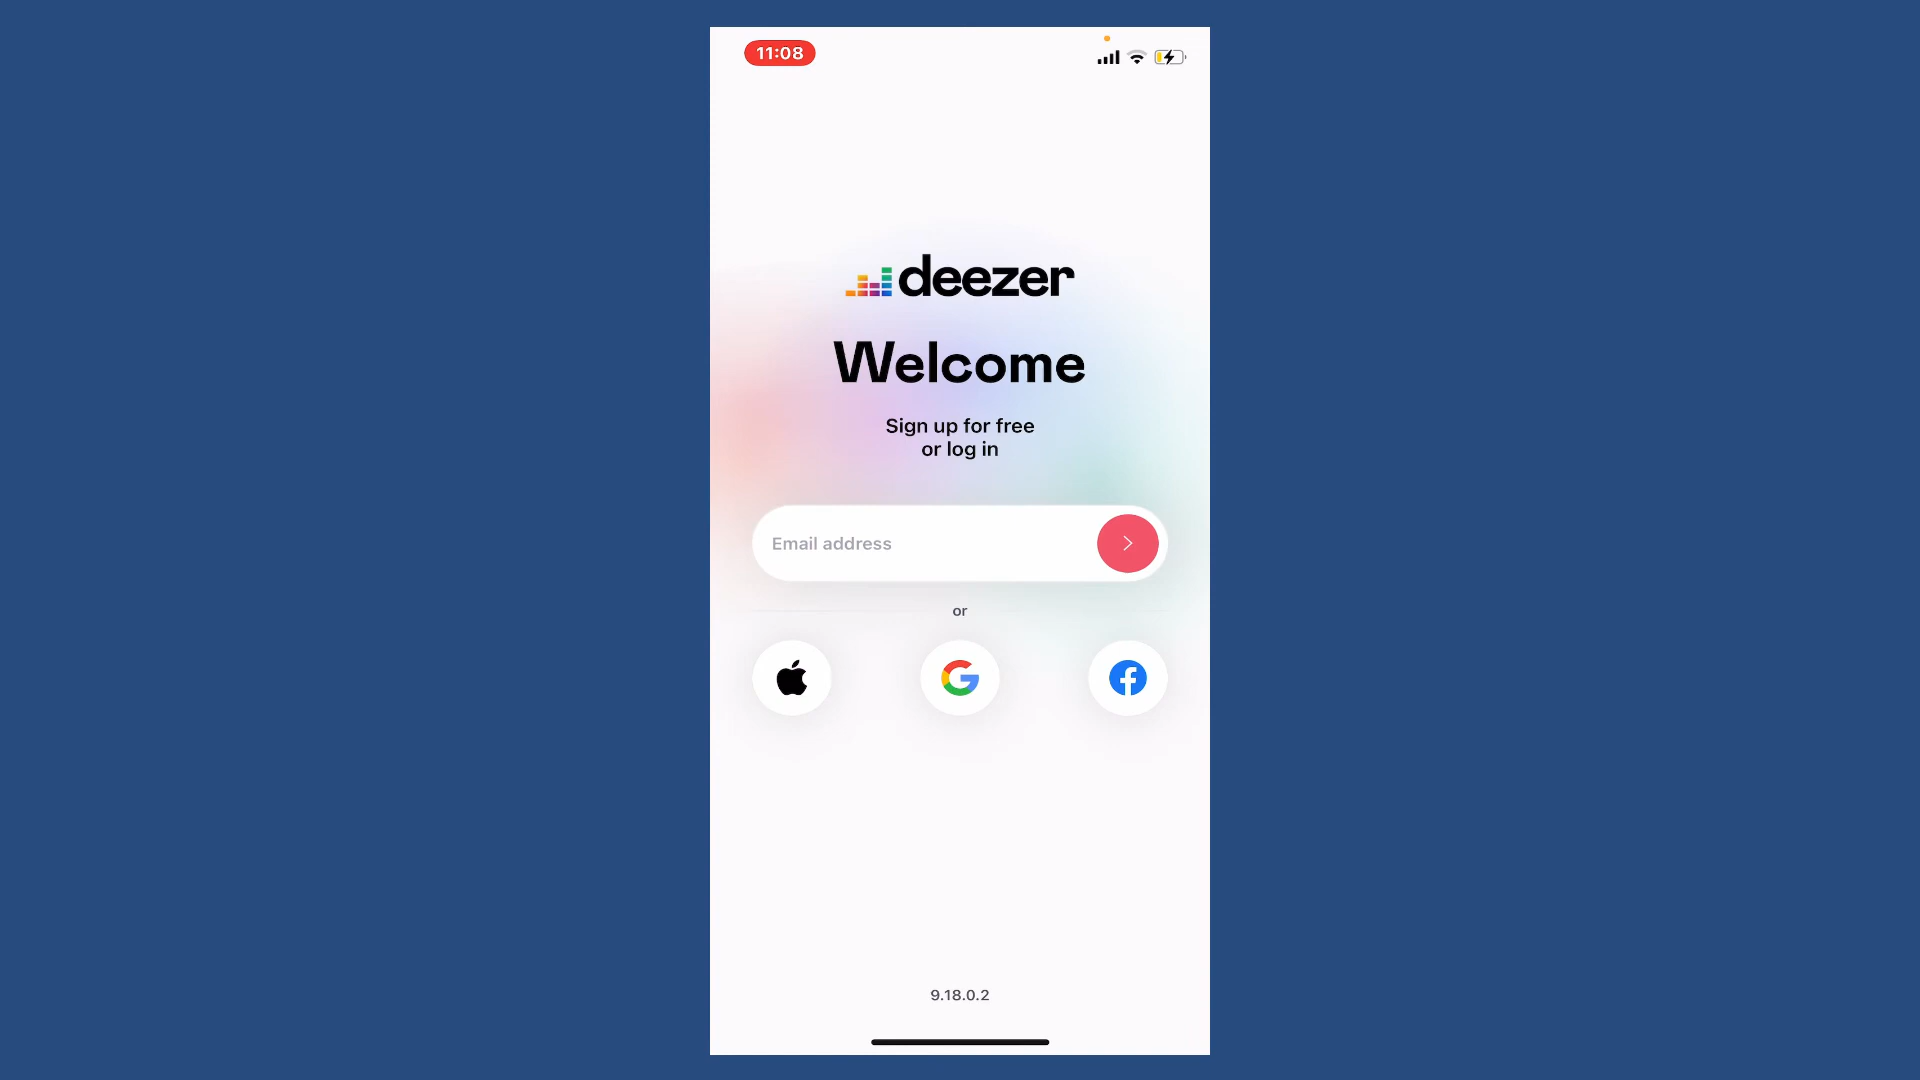 11:08
deezer
Welcome
Sign up for free
or log in
Email address
or
9.18.0.2